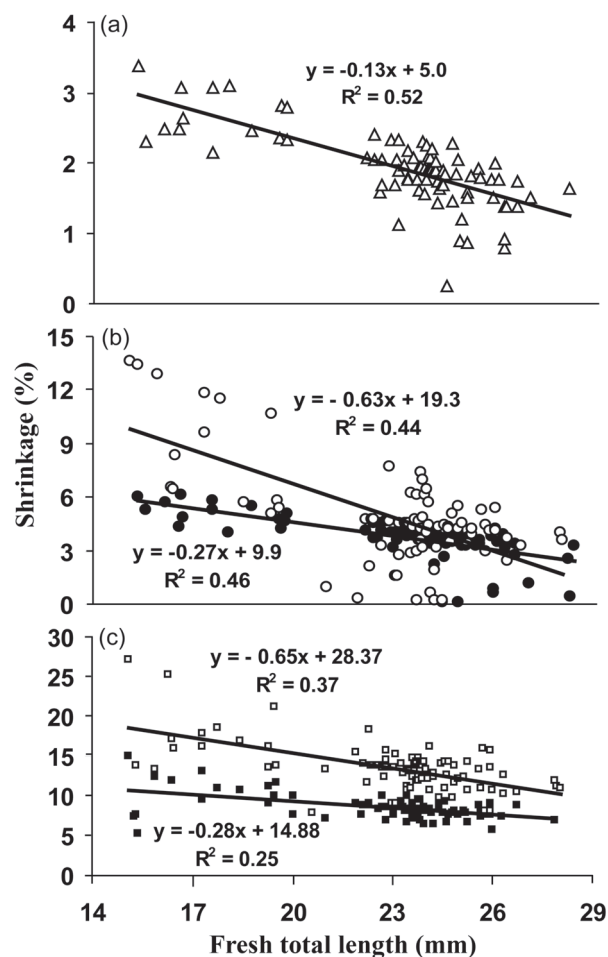 (a)
4
3
2
1
0
y = -0.13x + 5.0
R² = 0.52
(b)
15
12
9
6
3
0
y = - 0.63x + 19.3
R² = 0.44
y = -0.27x + 9.9
R² = 0.46
Shrinkage (%)
(c)
30
25
20
15
10
5
0
y = - 0.65x + 28.37
R² = 0.37
y = -0.28x + 14.88
R² = 0.25
14 17 20 23 26 29
Fresh total length (mm)